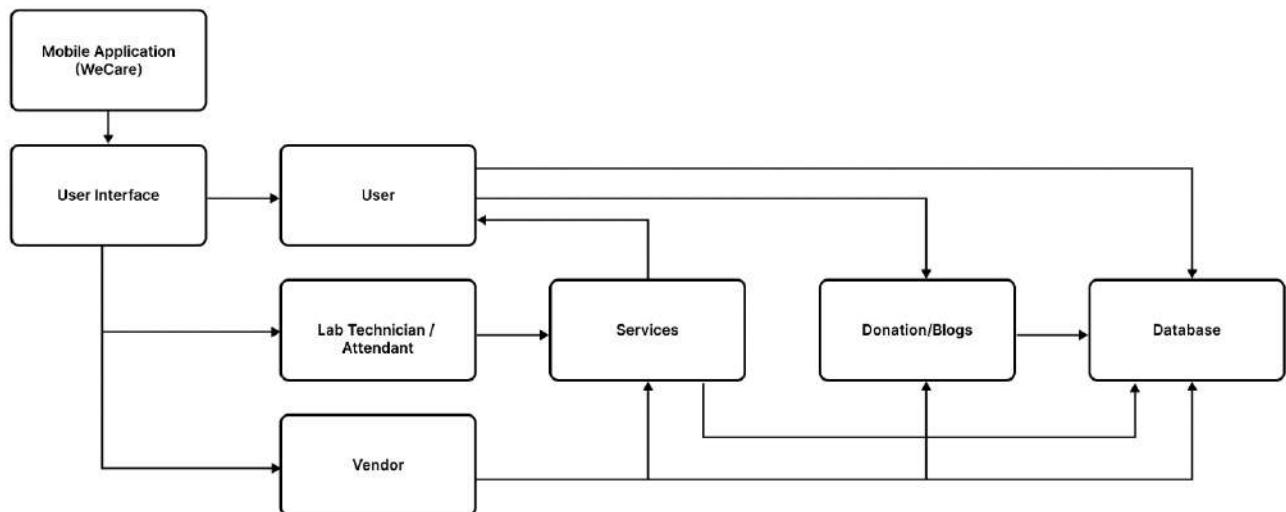 Mobile Application
(WeCare)
User Interface
User
Lab Technician /
Attendant
Services
Donation/Blogs
Database
Vendor